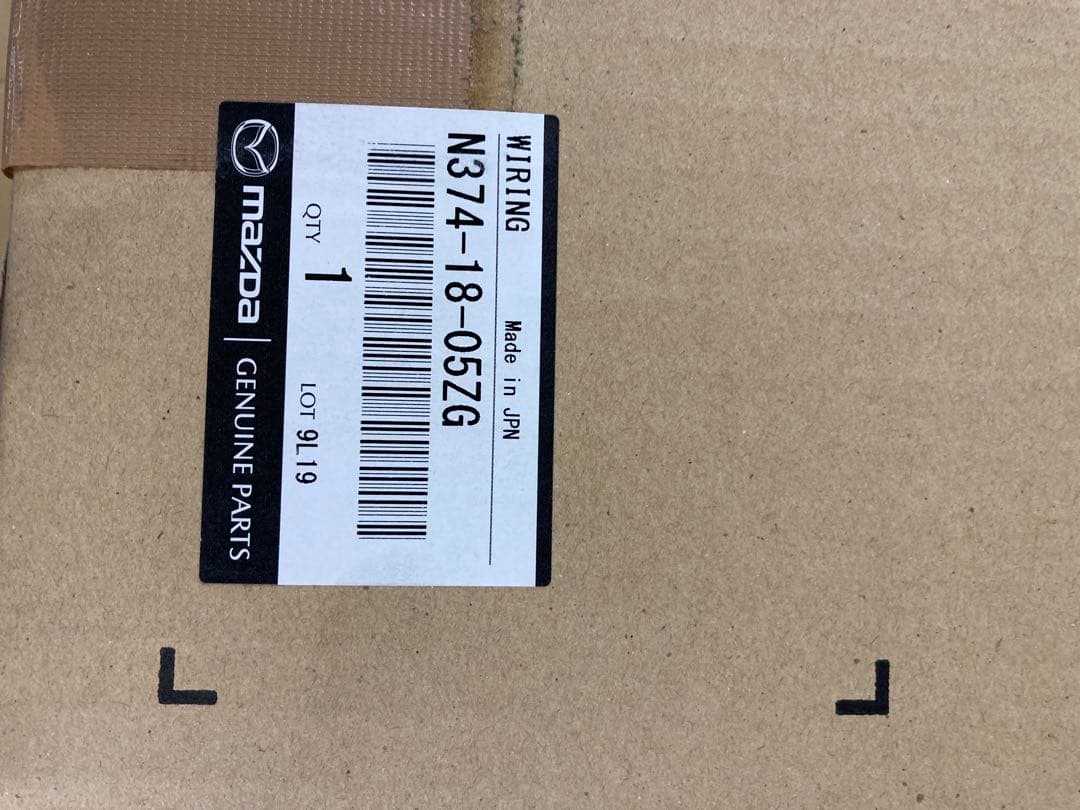 WIRING Made in JPN
N374-18-05ZG
QTY 1 LOT 9L19
mazda | GENUINE PARTS